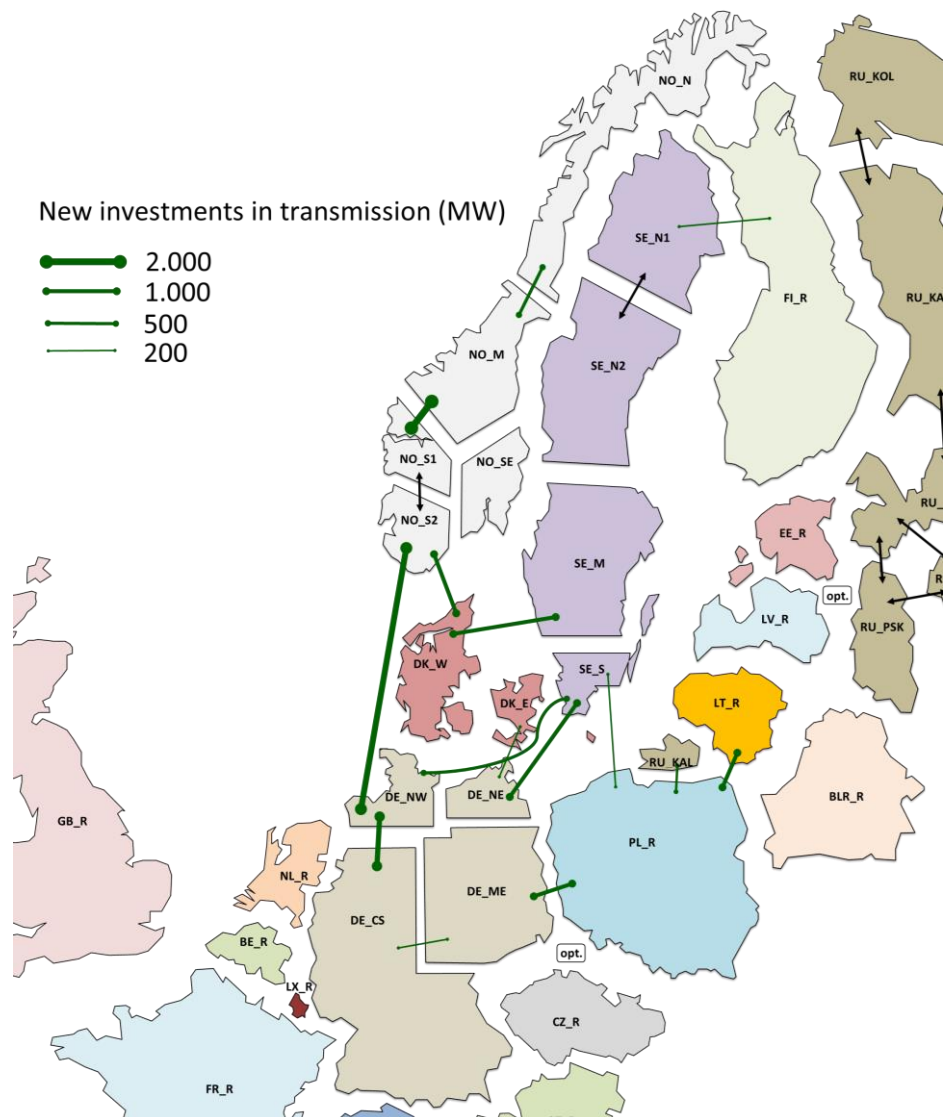 NO_N
RU_KOL
New investments in transmission (MW)
2.000
1.000
500
200
SE_N1
FI_R
RU_KA
NO_M
SE_N2
NO_S1
NO_SE
NO_S2
RU_
EE_R
SE_M
opt.
LV_R
RU_PSK
R
DK_W
SE_S
DK_E
LT_R
RU_KAL
DE_NW
DE_NE
BLR_R
GB_R
PL_R
NL_R
DE_ME
DE_CS
BE_R
opt.
LX_R
CZ_R
FR_R